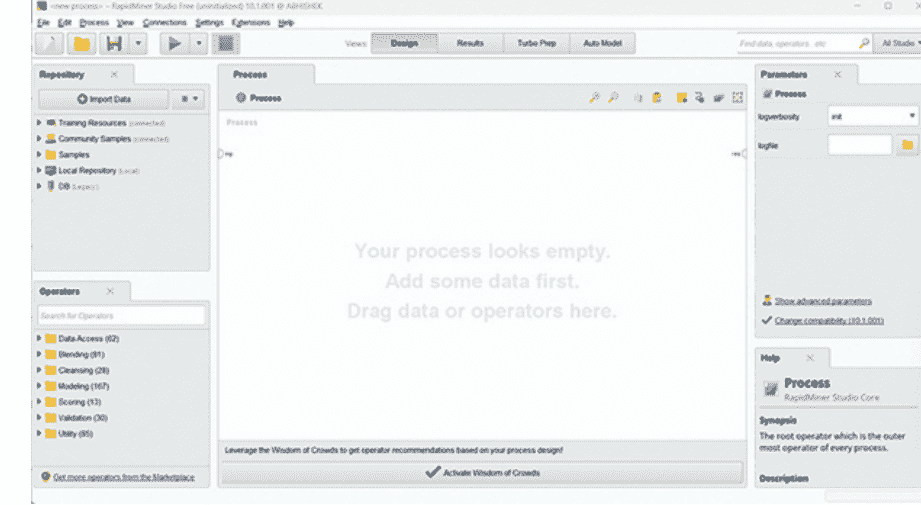 <new process> - RapidMiner Studio Free (uninitialized) 10.1.001 @ ABHISHEK
File Edit Process View Connections Settings Extensions Help
Views: Design Results Turbo Prep Auto Model
Find data, operators...etc
All Studio
Repository
Import Data
Training Resources (connected)
Community Samples (connected)
Samples
Local Repository (Local)
DB (Legacy)
Operators
Search for Operators
Data Access (62)
Blending (81)
Cleansing (28)
Modeling (167)
Scoring (13)
Validation (30)
Utility (85)
Get more operators from the Marketplace
Process
Process
Process
inp
res
Your process looks empty.
Add some data first.
Drag data or operators here.
Leverage the Wisdom of Crowds to get operator recommendations based on your process design!
Activate Wisdom of Crowds
Parameters
Process
logverbosity
init
logfile
Show advanced parameters
Change compatibility (10.1.001)
Help
Process
RapidMiner Studio Core
Synopsis
The root operator which is the outer
most operator of every process.
Description